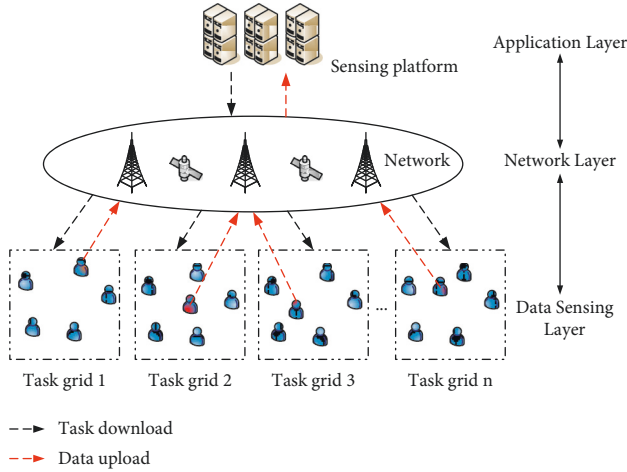 Application Layer
Sensing platform
Network
Network Layer
...
Data Sensing
Layer
Task grid 1
Task grid 2
Task grid 3
Task grid n
Task download
Data upload